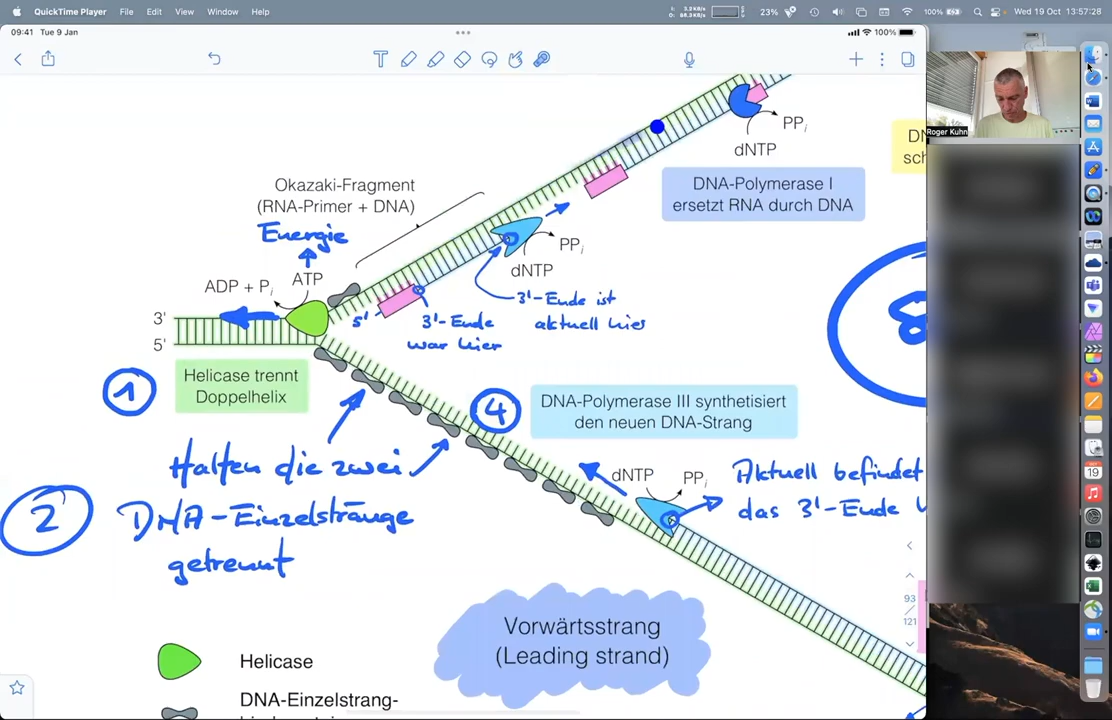 QuickTime Player File Edit View Window Help
23% 100% Wed 19 Oct 13:57:28
09:41 Tue 9 Jan
100%
PPi
dNTP
DNA-Polymerase I
ersetzt RNA durch DNA
Okazaki-Fragment
(RNA-Primer + DNA)
Energie
ATP
ADP + Pi
PPi
dNTP
3'-Ende ist
aktuell hier
5'
3'-Ende
war hier
3'
5'
Helicase trennt
Doppelhelix
1
4
DNA-Polymerase III synthetisiert
den neuen DNA-Strang
8
Halten die zwei
DNA-Einzelstränge
getrennt
2
dNTP
PPi
Aktuell befindet
das 3'-Ende
Vorwärtsstrang
(Leading strand)
Helicase
DNA-Einzelstrang-
93
121
Roger Kuhn
19